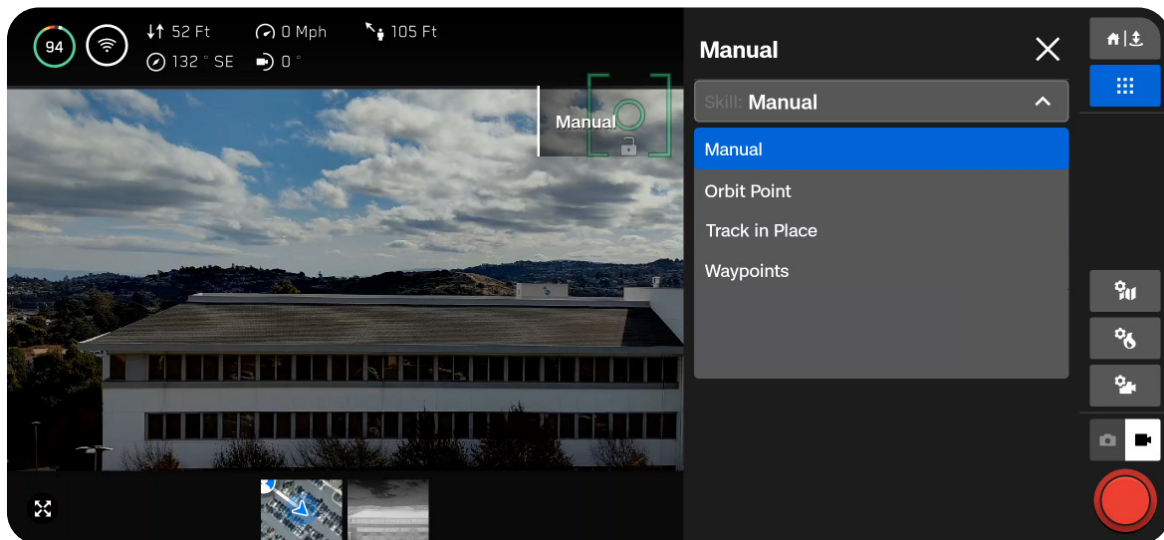 94
52 Ft
0 Mph
105 Ft
132 ° SE
0 °
Manual
Manual
Skill: Manual
Manual
Orbit Point
Track in Place
Waypoints